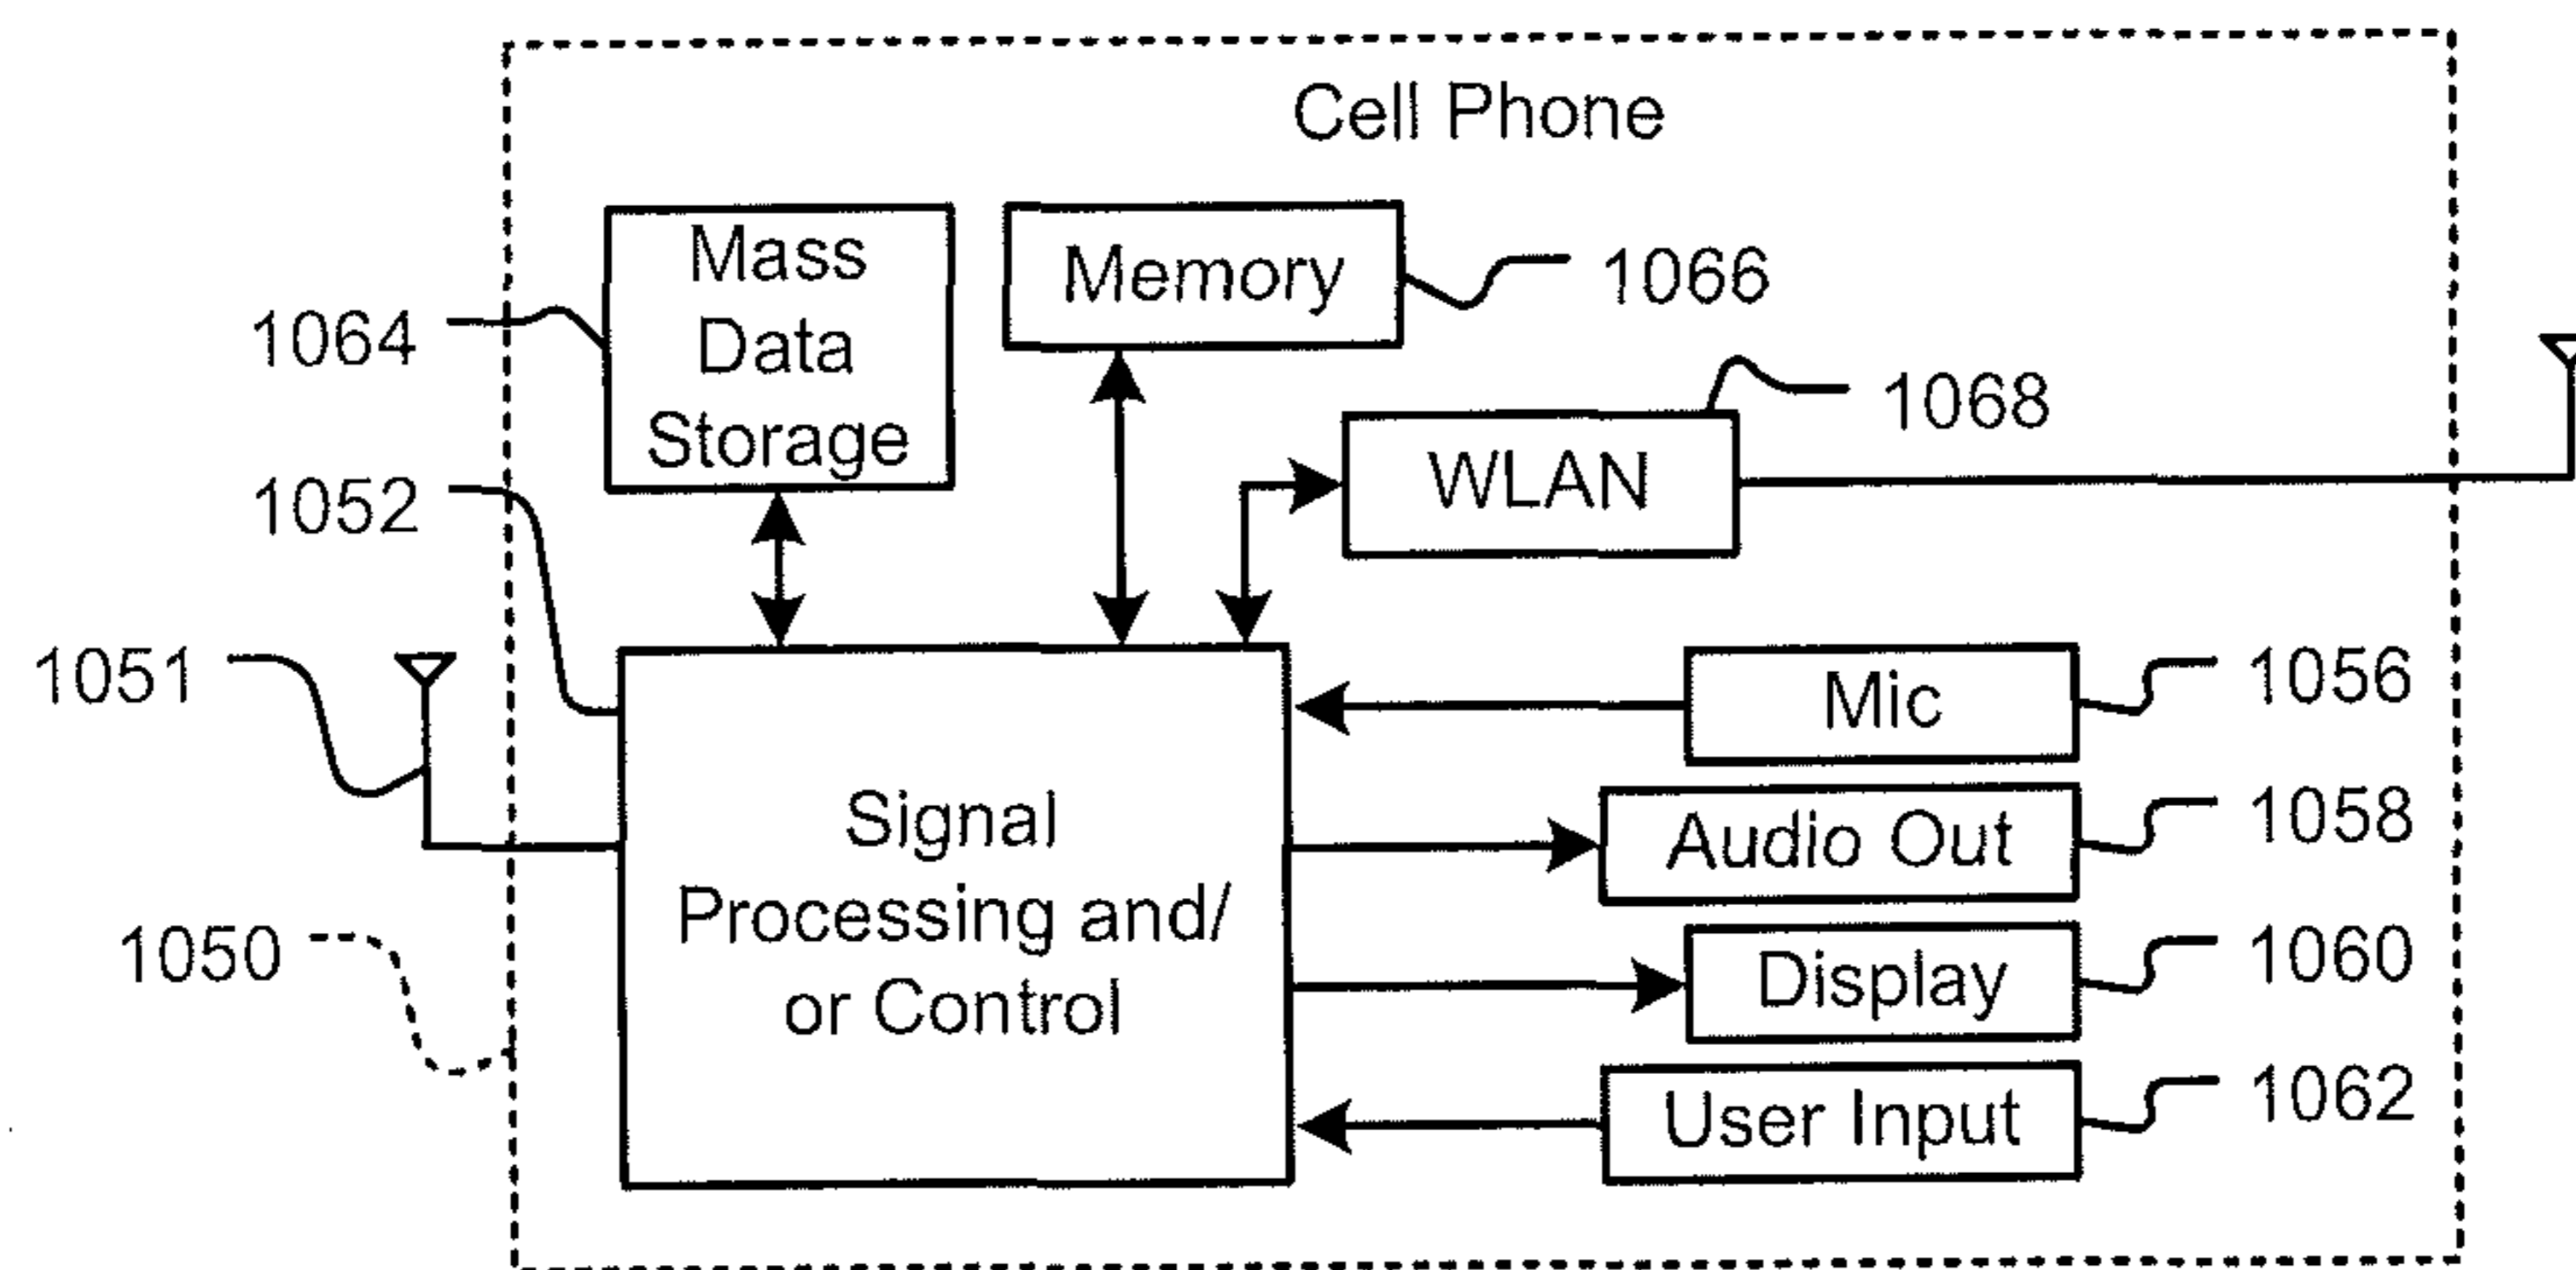 Cell Phone
Mass
Data
Storage
Memory
1066
1064
WLAN
1068
1052
1051
Mic
1056
Signal
Processing and/
or Control
Audio Out
1058
1050
Display
1060
User Input
1062